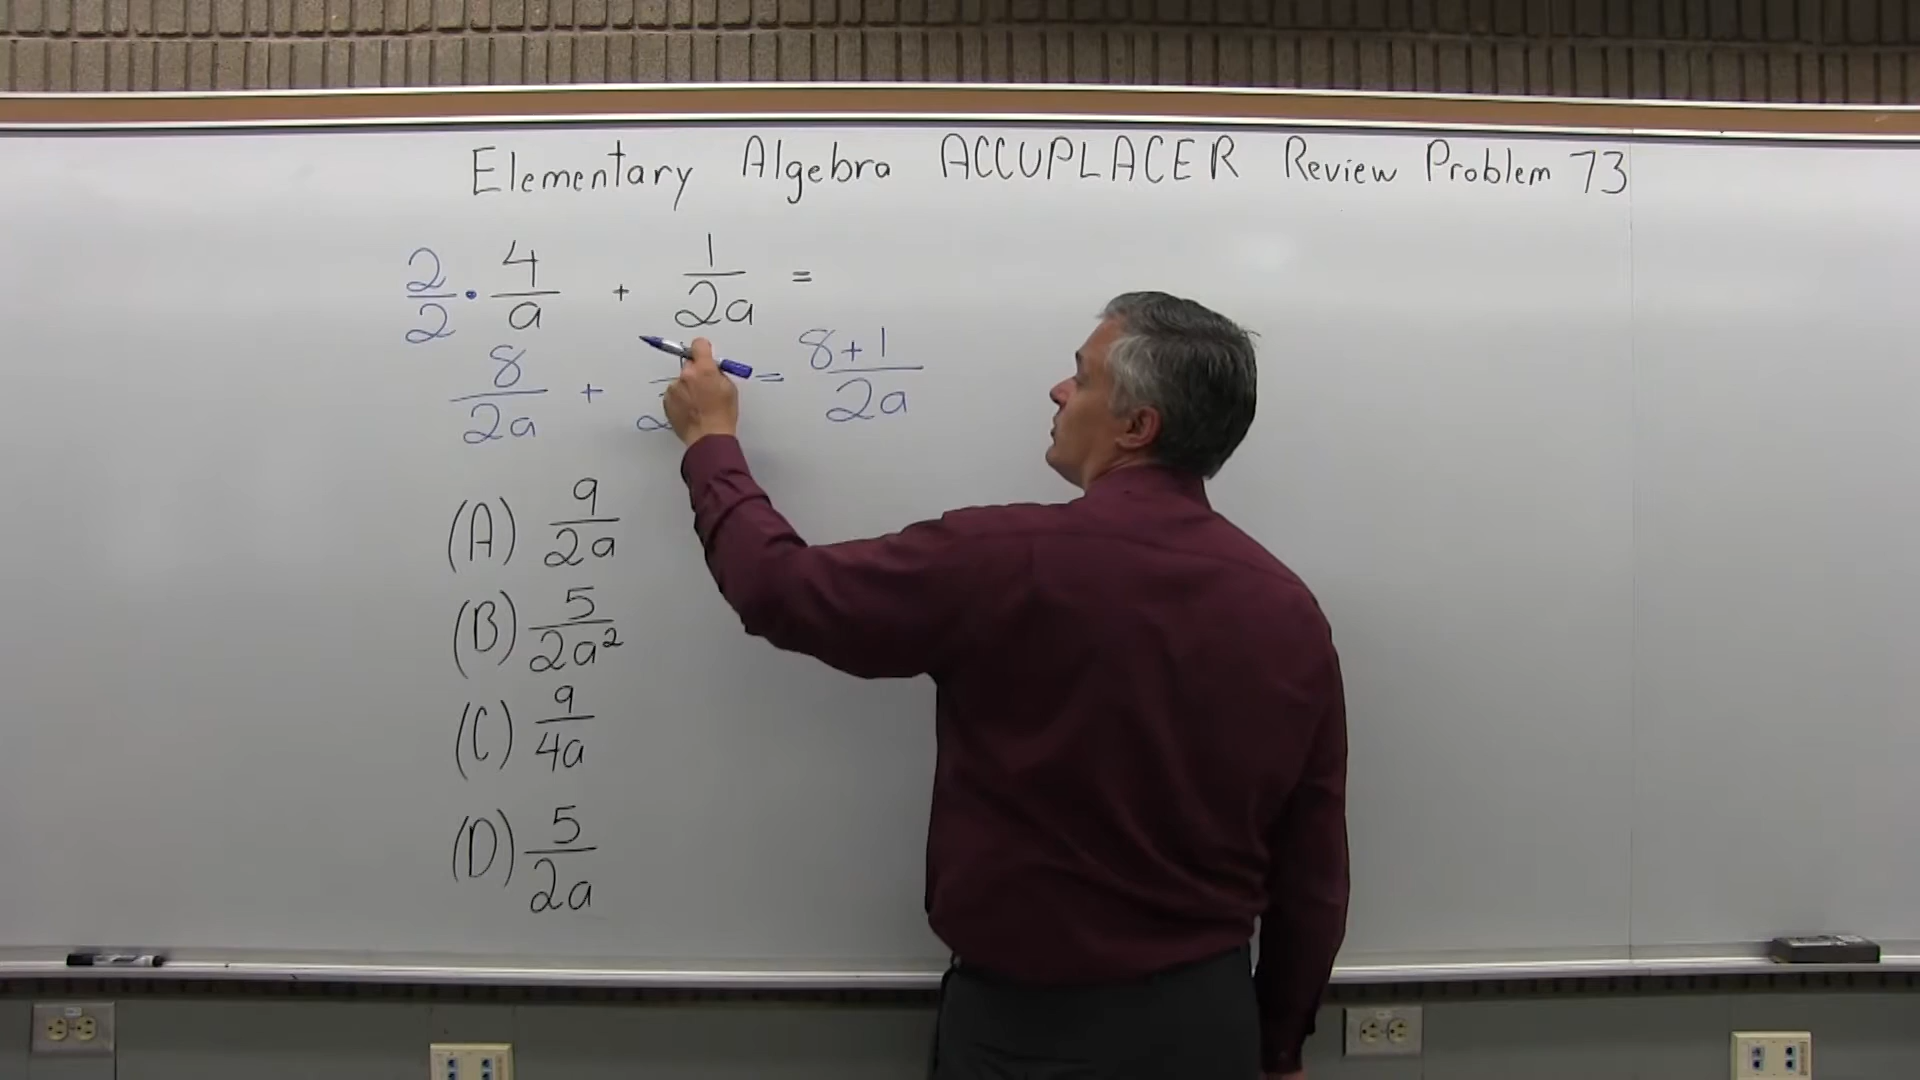 Elementary Algebra ACCUPLACER Review Problem 73
2/2 · 4/a + 1/2a =
8/2a + = 8+1/2a
(A) 9/2a
(B) 5/2a²
(C) 9/4a
(D) 5/2a